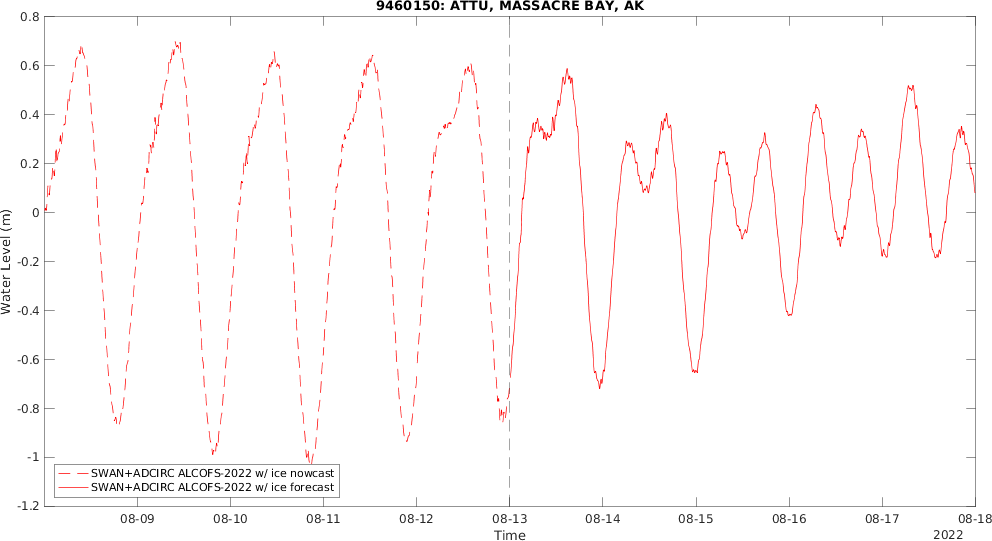 9460150: ATTU, MASSACRE BAY, AK
Water Level (m)
0.8
0.6
0.4
0.2
0
-0.2
-0.4
-0.6
-0.8
-1
-1.2
SWAN+ADCIRC ALCOFS-2022 w/ ice nowcast
SWAN+ADCIRC ALCOFS-2022 w/ ice forecast
08-09 08-10 08-11 08-12 08-13 08-14 08-15 08-16 08-17 08-18
Time
2022